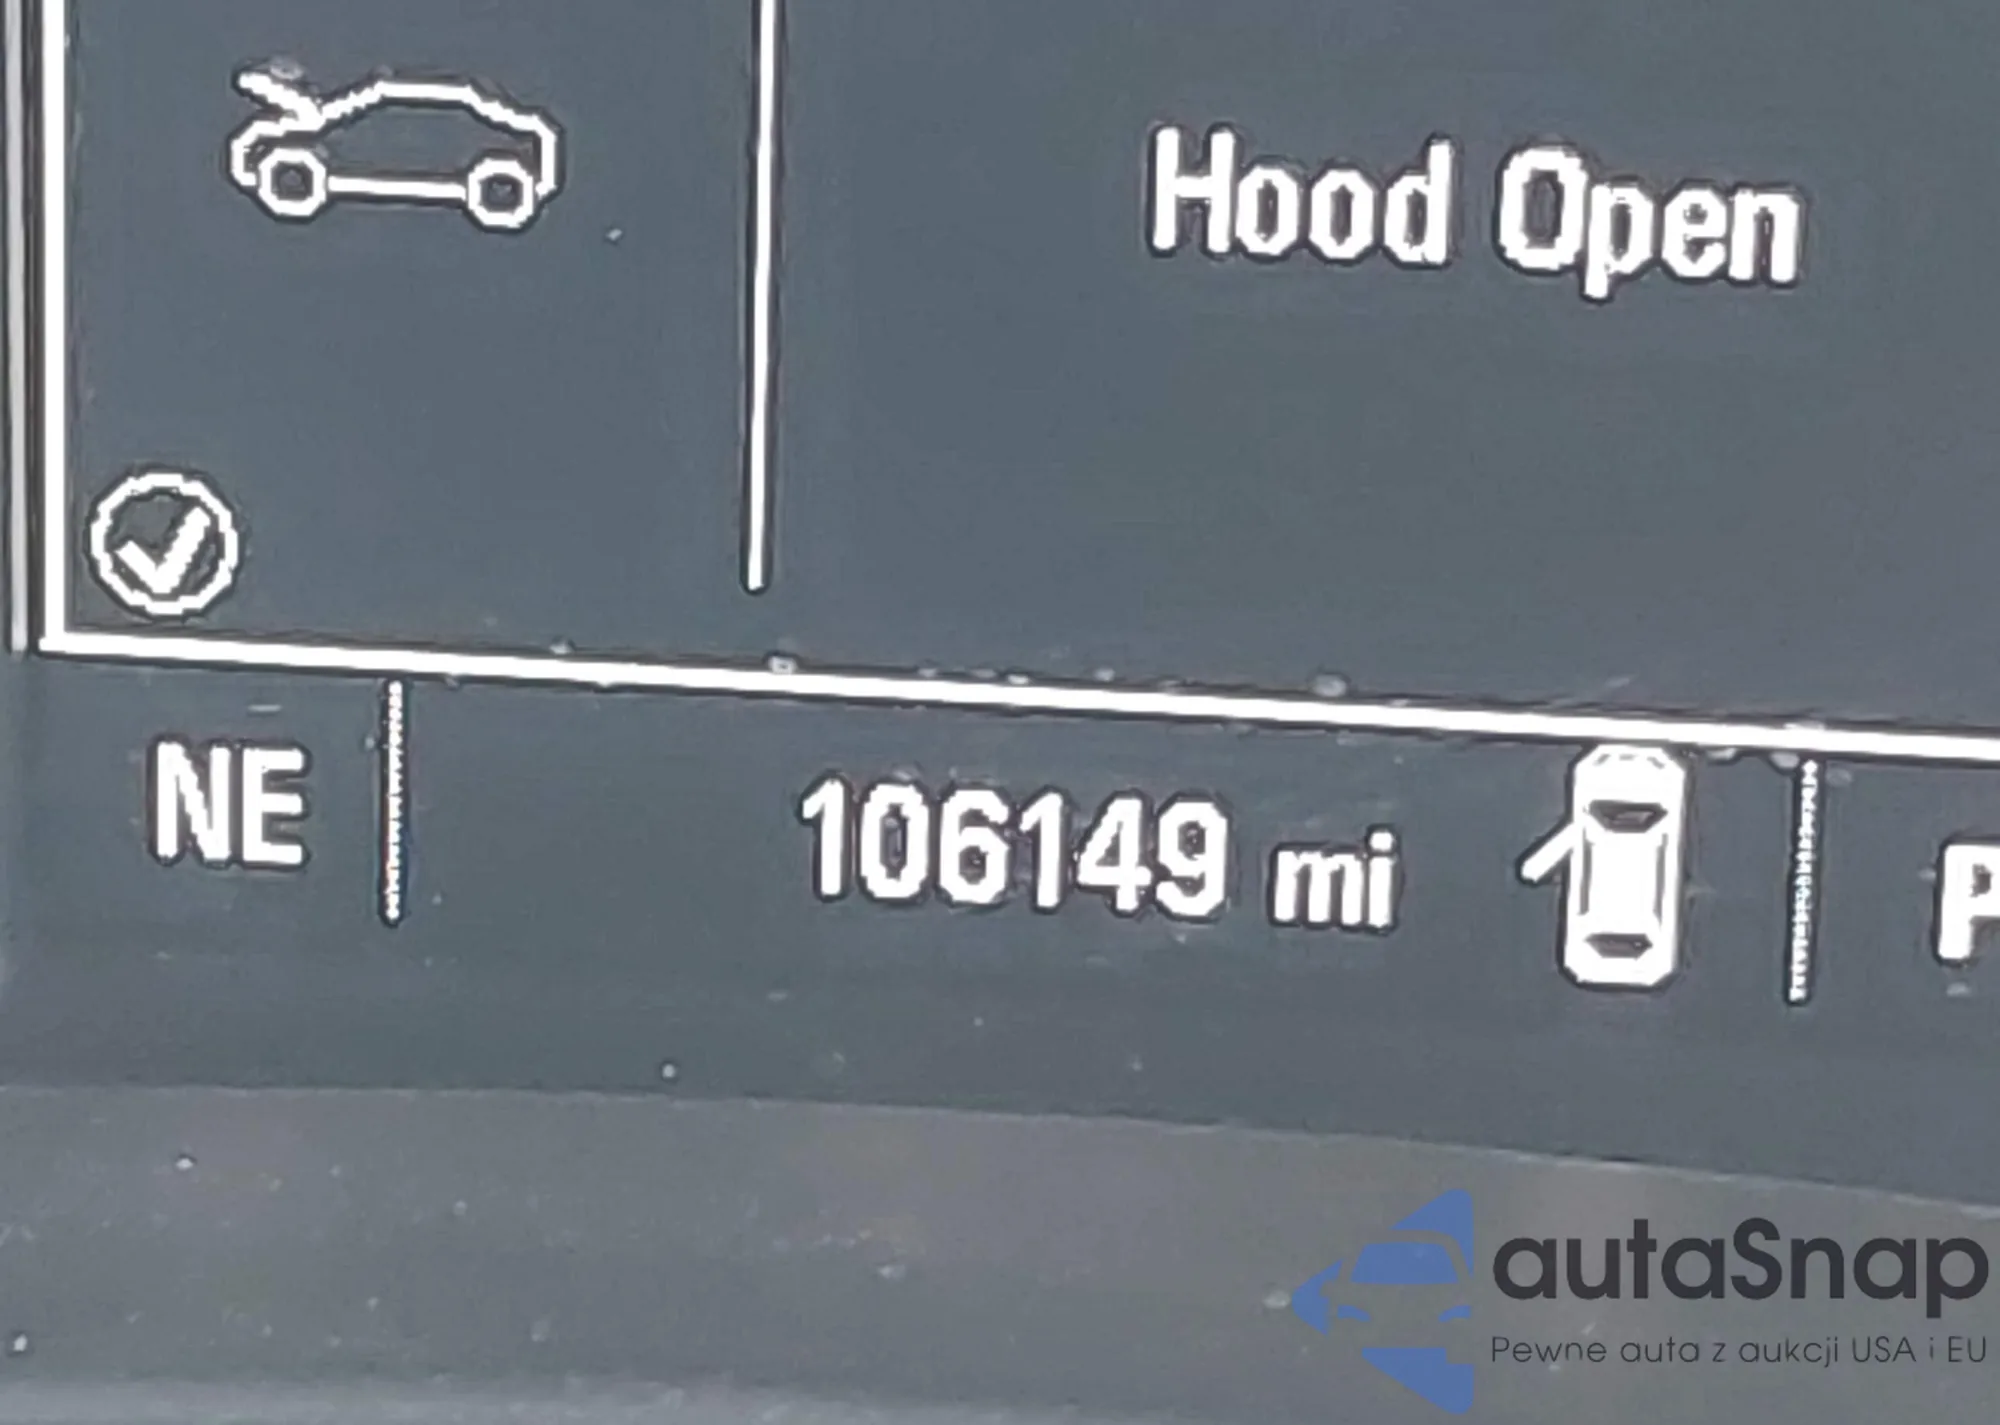 Hood Open
NE
106149 mi
P
autaSnap
Pewne auta z aukcji USA i EU